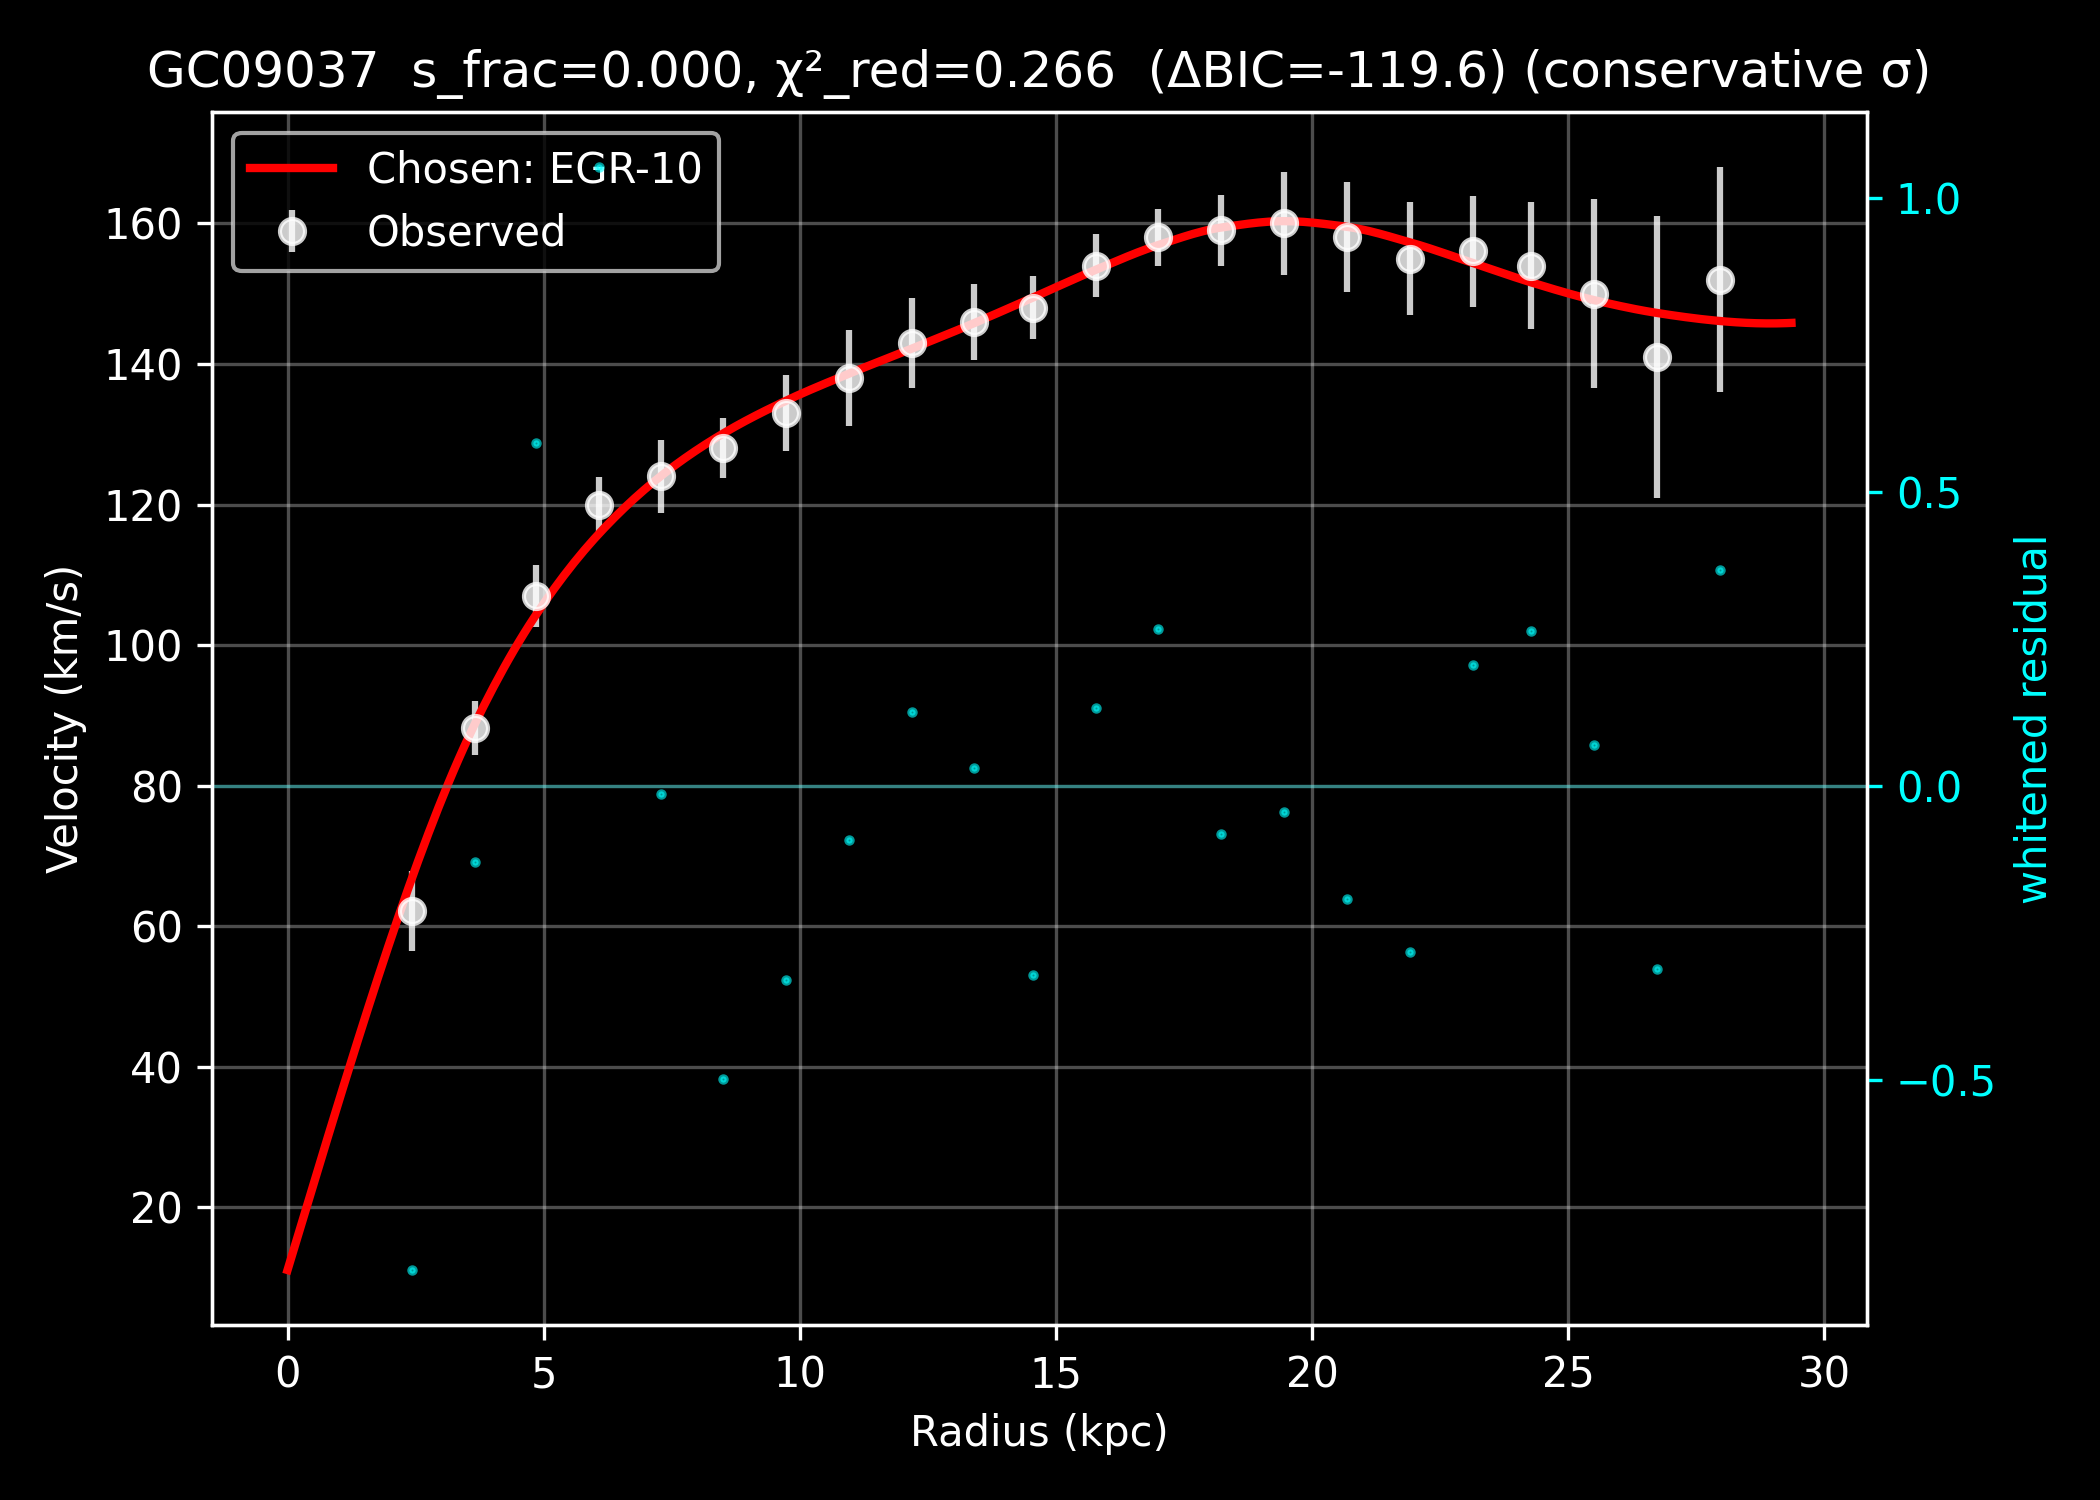 GC09037 s_frac=0.000, χ²_red=0.266 (ΔBIC=-119.6) (conservative σ)
Chosen: EGR-10
Observed
160
140
120
100
80
60
40
20
Velocity (km/s)
0 5 10 15 20 25 30
Radius (kpc)
1.0
0.5
0.0
−0.5
whitened residual